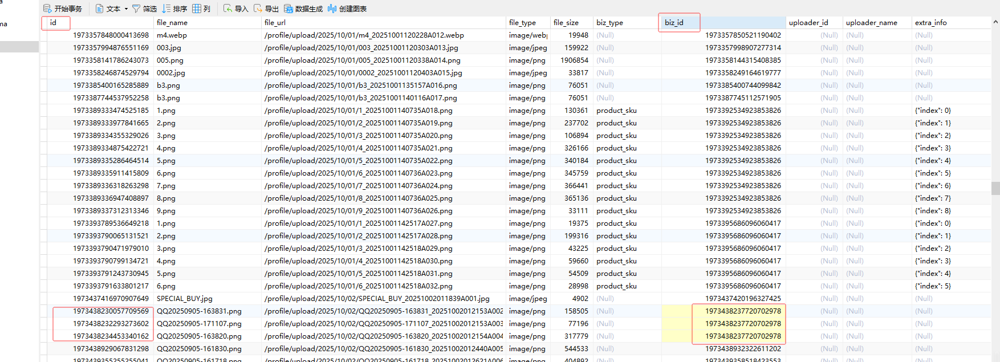 a
ma
开始事务 文本 筛选 排序 列 导入 导出 数据生成 创建图表
id file_name file_url file_type file_size biz_type biz_id uploader_id uploader_name extra_info
1973357848000413698 m4.webp /profile/upload/2025/10/01/m4_20251001120228A012.webp image/webp 19948 (Null) 1973357850521190402 (Null) (Null) (Null)
1973357994876551169 003.jpg /profile/upload/2025/10/01/003_20251001120303A013.jpg image/jpeg 159922 (Null) 1973357998907277314 (Null) (Null) (Null)
1973358141786243073 005.png /profile/upload/2025/10/01/005_20251001120338A014.png image/png 1906854 (Null) 1973358144315408385 (Null) (Null) (Null)
1973358246874529794 0002.jpg /profile/upload/2025/10/01/0002_20251001120403A015.jpg image/jpeg 33817 (Null) 1973358249164619777 (Null) (Null) (Null)
1973385400165285889 b3.png /profile/upload/2025/10/01/b3_20251001135157A016.png image/png 76051 (Null) 1973385400744099842 (Null) (Null) (Null)
1973387744537952258 b3.png /profile/upload/2025/10/01/b3_20251001140116A017.png image/png 76051 (Null) 1973387745112571905 (Null) (Null) (Null)
1973389333474525185 1.png /profile/upload/2025/10/01/1_20251001140735A018.png image/png 130361 product_sku 1973392534923853826 (Null) (Null) {"index": 0}
1973389333977841665 2.png /profile/upload/2025/10/01/2_20251001140735A019.png image/png 237702 product_sku 1973392534923853826 (Null) (Null) {"index": 1}
1973389334355329026 3.png /profile/upload/2025/10/01/3_20251001140735A020.png image/png 106894 product_sku 1973392534923853826 (Null) (Null) {"index": 2}
1973389334875422721 4.png /profile/upload/2025/10/01/4_20251001140735A021.png image/png 326166 product_sku 1973392534923853826 (Null) (Null) {"index": 3}
1973389335286464514 5.png /profile/upload/2025/10/01/5_20251001140735A022.png image/png 340184 product_sku 1973392534923853826 (Null) (Null) {"index": 4}
1973389335911415809 6.png /profile/upload/2025/10/01/6_20251001140736A023.png image/png 345759 product_sku 1973392534923853826 (Null) (Null) {"index": 5}
1973389336318263298 7.png /profile/upload/2025/10/01/7_20251001140736A024.png image/png 366441 product_sku 1973392534923853826 (Null) (Null) {"index": 6}
1973389336947408897 8.png /profile/upload/2025/10/01/8_20251001140736A025.png image/png 365136 product_sku 1973392534923853826 (Null) (Null) {"index": 7}
1973389337312313346 9.png /profile/upload/2025/10/01/9_20251001140736A026.png image/png 33111 product_sku 1973392534923853826 (Null) (Null) {"index": 8}
1973393789536649218 1.png /profile/upload/2025/10/01/1_20251001142517A027.png image/png 19375 product_sku 1973395686096060417 (Null) (Null) {"index": 0}
1973393790065131521 2.png /profile/upload/2025/10/01/2_20251001142517A028.png image/png 199316 product_sku 1973395686096060417 (Null) (Null) {"index": 1}
1973393790471979010 3.png /profile/upload/2025/10/01/3_20251001142518A029.png image/png 43225 product_sku 1973395686096060417 (Null) (Null) {"index": 2}
1973393790799134721 4.png /profile/upload/2025/10/01/4_20251001142518A030.png image/png 59660 product_sku 1973395686096060417 (Null) (Null) {"index": 3}
1973393791243730945 5.png /profile/upload/2025/10/01/5_20251001142518A031.png image/png 54509 product_sku 1973395686096060417 (Null) (Null) {"index": 4}
1973393791633801217 6.png /profile/upload/2025/10/01/6_20251001142518A032.png image/png 28998 product_sku 1973395686096060417 (Null) (Null) {"index": 5}
1973437416970907649 SPECIAL_BUY.jpg /profile/upload/2025/10/02/SPECIAL_BUY_20251002011839A001.jpg image/jpeg 4902 (Null) 1973437420196327425 (Null) (Null) (Null)
1973438230057709569 QQ20250905-163831.png /profile/upload/2025/10/02/QQ20250905-163831_20251002012153A002 image/png 158505 (Null) 1973438237720702978 (Null) (Null) (Null)
1973438232293273602 QQ20250905-171107.png /profile/upload/2025/10/02/QQ20250905-171107_20251002012153A003 image/png 77196 (Null) 1973438237720702978 (Null) (Null) (Null)
1973438234453340162 QQ20250905-163820.png /profile/upload/2025/10/02/QQ20250905-163820_20251002012154A004 image/png 317779 (Null) 1973438237720702978 (Null) (Null) (Null)
1973438929067831298 QQ20250905-161830.png /profile/upload/2025/10/02/QQ20250905-161830_20251002012440A005 image/png 544533 (Null) 1973438932322611202 (Null) (Null) (Null)
1973439355255255041 QQ20250905-161718.png /profile/upload/2025/10/02/QQ20250905-161718_20251002012621A006 image/png 404892 (Null) 1973439358518423553 (Null) (Null) (Null)